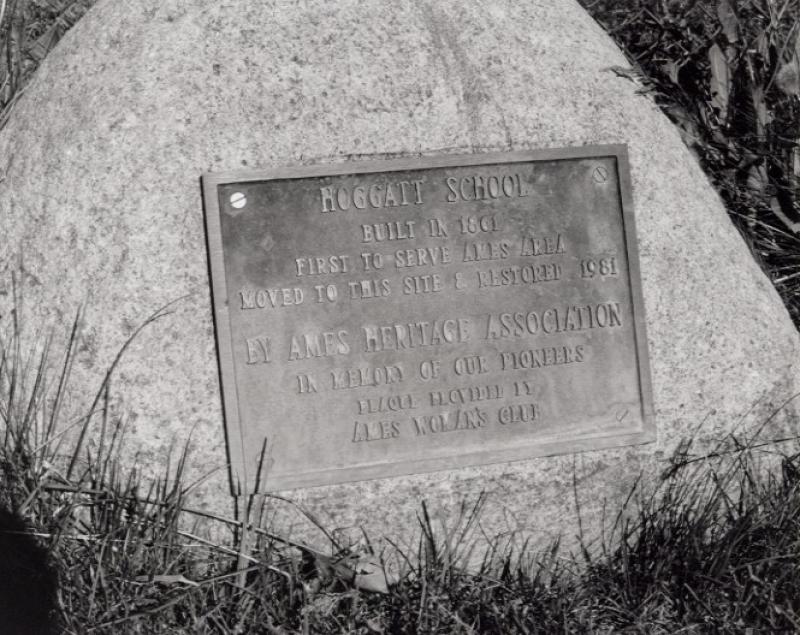 HOGGATT SCHOOL
BUILT IN 1861
FIRST TO SERVE AMES AREA
MOVED TO THIS SITE & RESTORED 1981
BY AMES HERITAGE ASSOCIATION
IN MEMORY OF OUR PIONEERS
PLAQUE PROVIDED BY
AMES WOMAN'S CLUB